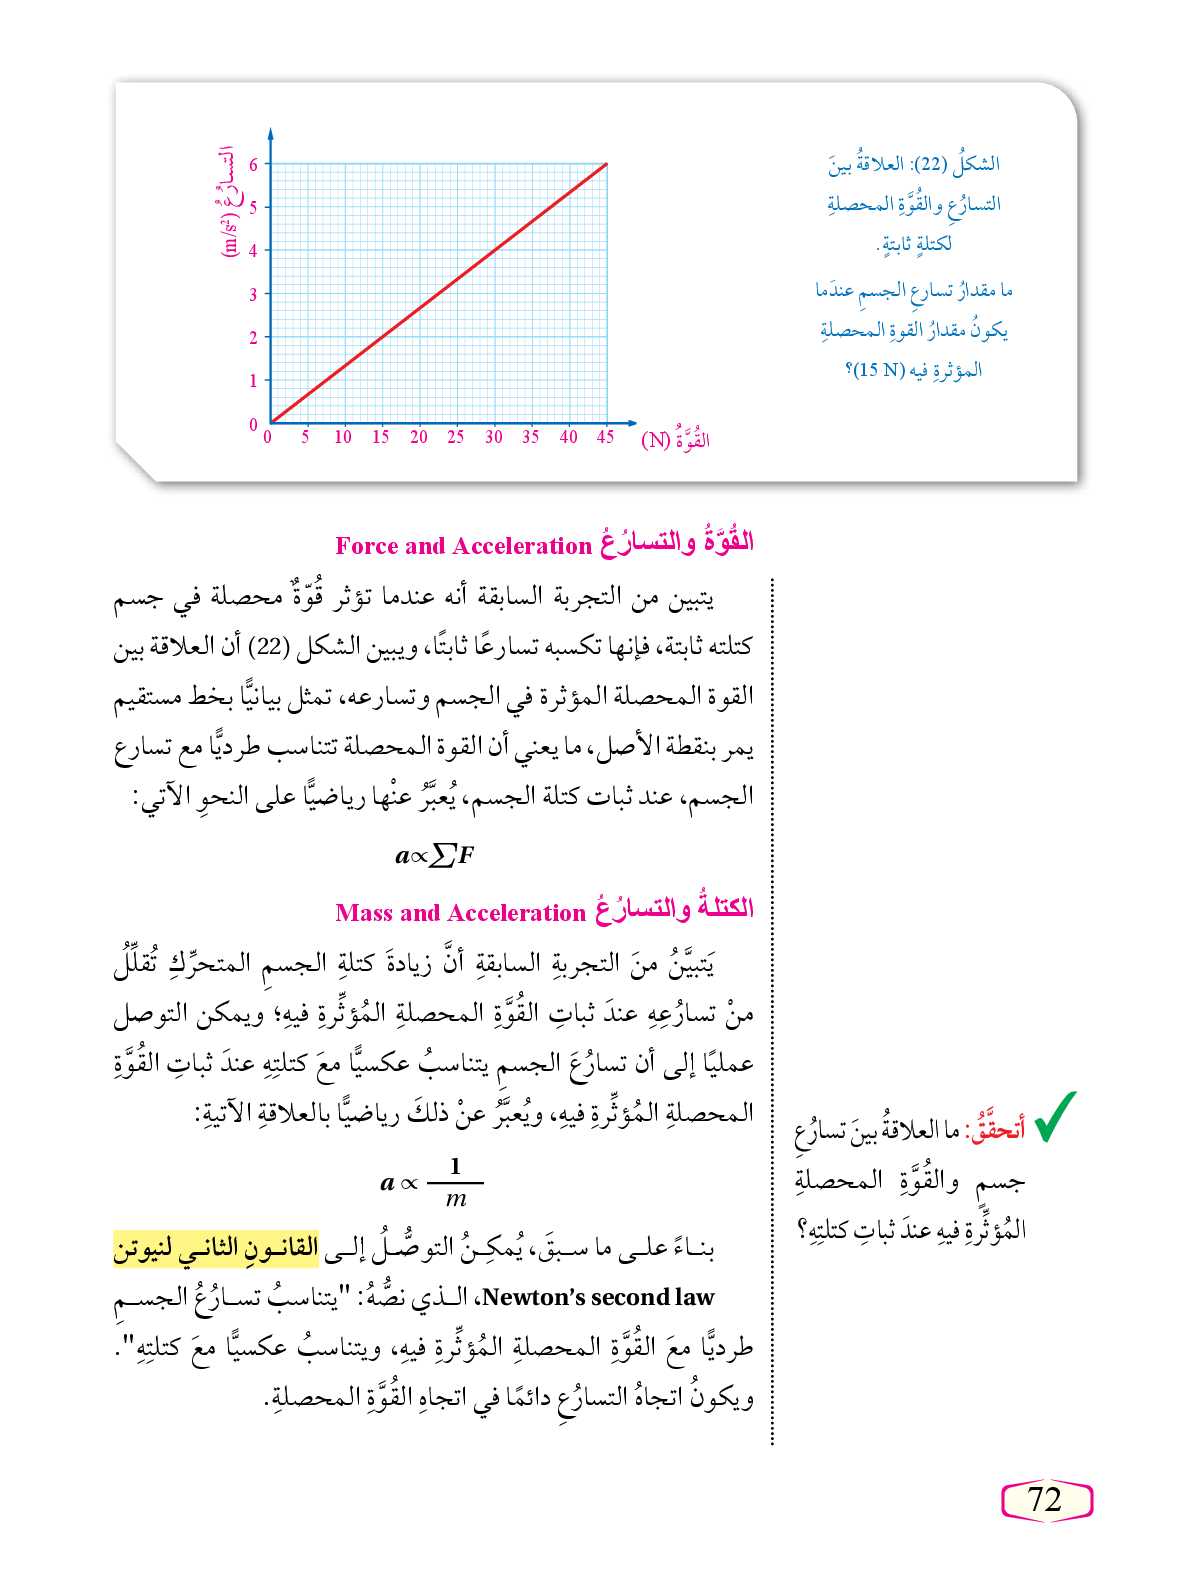 الشكلُ (22): العلاقةُ بينَ
التسارُعِ والقُوَّةِ المحصلةِ
لكتلةٍ ثابتةٍ.
ما مقدارُ تسارعِ الجسمِ عندَما
يكونُ مقدارُ القوةِ المحصلةِ
المؤثرةِ فيه (15 N)؟
التسارُعُ (m/s²)
6
5
4
3
2
1
0
0 5 10 15 20 25 30 35 40 45
القُوَّةُ (N)
القُوَّةُ والتسارُعُ Force and Acceleration
يتبين من التجربة السابقة أنه عندما تؤثر قُوّةٌ محصلة في جسم
كتلته ثابتة، فإنها تكسبه تسارعًا ثابتًا، ويبين الشكل (22) أن العلاقة بين
القوة المحصلة المؤثرة في الجسم وتسارعه، تمثل بيانيًّا بخط مستقيم
يمر بنقطة الأصل، ما يعني أن القوة المحصلة تتناسب طرديًّا مع تسارع
الجسم، عند ثبات كتلة الجسم، يُعبَّرُ عنْها رياضيًّا على النحوِ الآتي:
a∝∑F
الكتلةُ والتسارُعُ Mass and Acceleration
يَتبيَّنُ منَ التجربةِ السابقةِ أنَّ زيادةَ كتلةِ الجسمِ المتحرِّكِ تُقلِّلُ
منْ تسارُعِهِ عندَ ثباتِ القُوَّةِ المحصلةِ المُؤثِّرةِ فيهِ؛ ويمكن التوصل
عمليًا إلى أن تسارُعَ الجسمِ يتناسبُ عكسيًّا معَ كتلتِهِ عندَ ثباتِ القُوَّةِ
المحصلةِ المُؤثِّرةِ فيهِ، ويُعبَّرُ عنْ ذلكَ رياضيًّا بالعلاقةِ الآتيةِ:
a ∝ 1/m
بناءً على ما سبقَ، يُمكِنُ التوصُّلُ إلى القانونِ الثاني لنيوتن
Newton's second law، الذي نصُّهُ: "يتناسبُ تسارُعُ الجسمِ
طرديًّا معَ القُوَّةِ المحصلةِ المُؤثِّرةِ فيهِ، ويتناسبُ عكسيًّا معَ كتلتِهِ".
ويكونُ اتجاهُ التسارُعِ دائمًا في اتجاهِ القُوَّةِ المحصلةِ.
أتحقَّقُ: ما العلاقةُ بينَ تسارُعِ
جسمٍ والقُوَّةِ المحصلةِ
المُؤثِّرةِ فيهِ عندَ ثباتِ كتلتِهِ؟
72